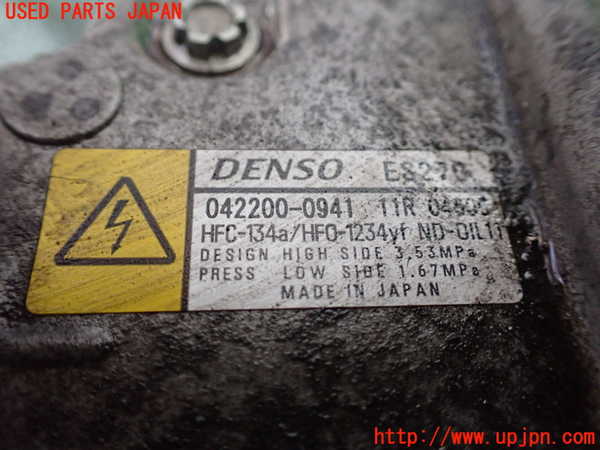 USED PARTS JAPAN
DENSO
042200-0941 11R
HFC-134a/HFO-1234yf ND-OIL11
DESIGN HIGH SIDE 3,53MPa
PRESS LOW SIDE 1.67MPa
MADE IN JAPAN
http://www.upjpn.com/